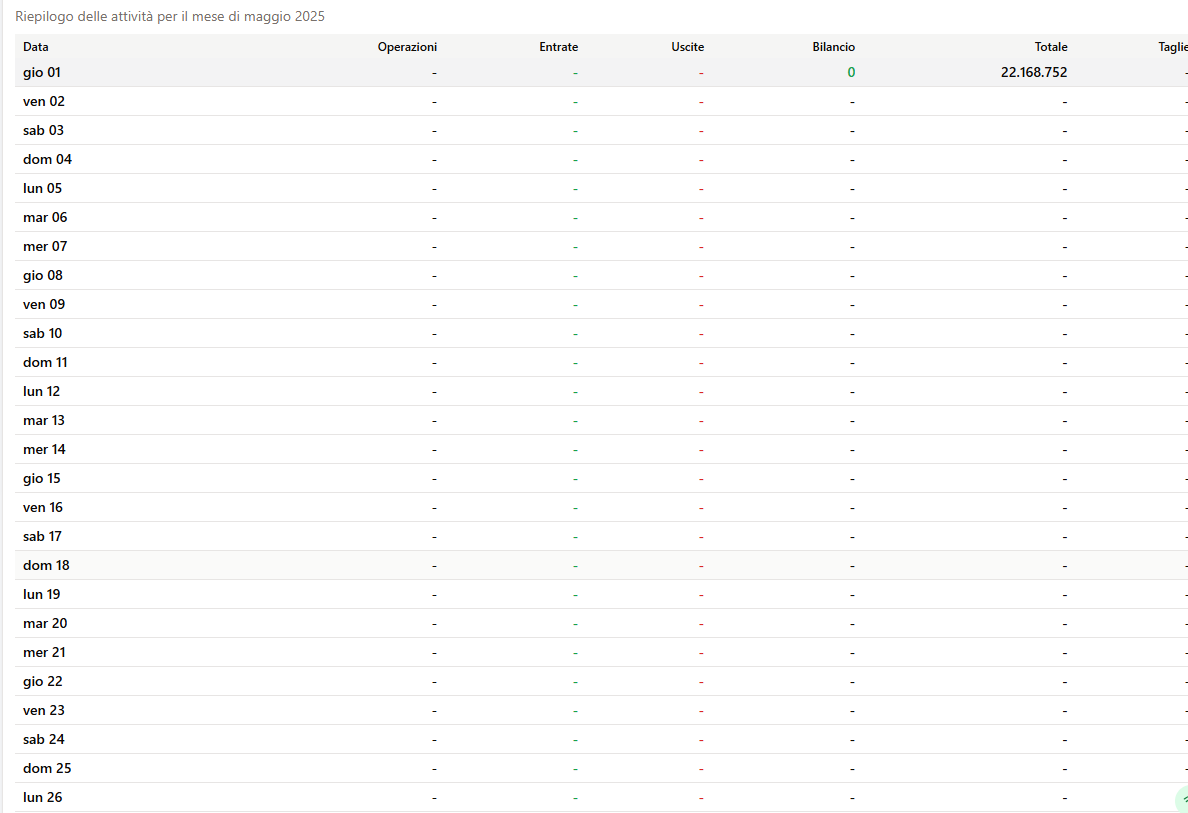 Riepilogo delle attività per il mese di maggio 2025
Data Operazioni Entrate Uscite Bilancio Totale Taglie
gio 01 - - - 0 22.168.752 -
ven 02 - - - - - -
sab 03 - - - - - -
dom 04 - - - - - -
lun 05 - - - - - -
mar 06 - - - - - -
mer 07 - - - - - -
gio 08 - - - - - -
ven 09 - - - - - -
sab 10 - - - - - -
dom 11 - - - - - -
lun 12 - - - - - -
mar 13 - - - - - -
mer 14 - - - - - -
gio 15 - - - - - -
ven 16 - - - - - -
sab 17 - - - - - -
dom 18 - - - - - -
lun 19 - - - - - -
mar 20 - - - - - -
mer 21 - - - - - -
gio 22 - - - - - -
ven 23 - - - - - -
sab 24 - - - - - -
dom 25 - - - - - -
lun 26 - - - - -